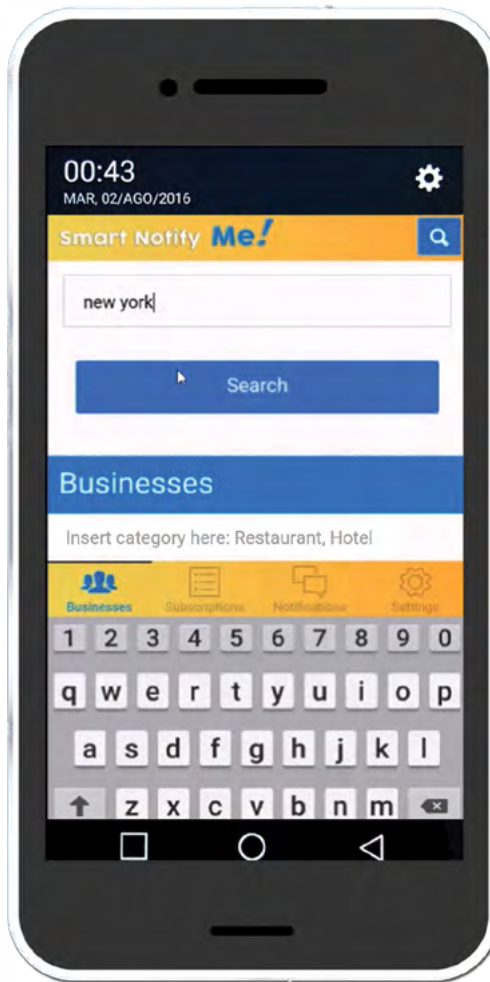 00:43
MAR, 02/AGO/2016
Smart Notify Me!
new york
Search
Businesses
Insert category here: Restaurant, Hotel
Businesses Subscriptions Notifications Settings
1 2 3 4 5 6 7 8 9 0
q w e r t y u i o p
a s d f g h j k l
z x c v b n m